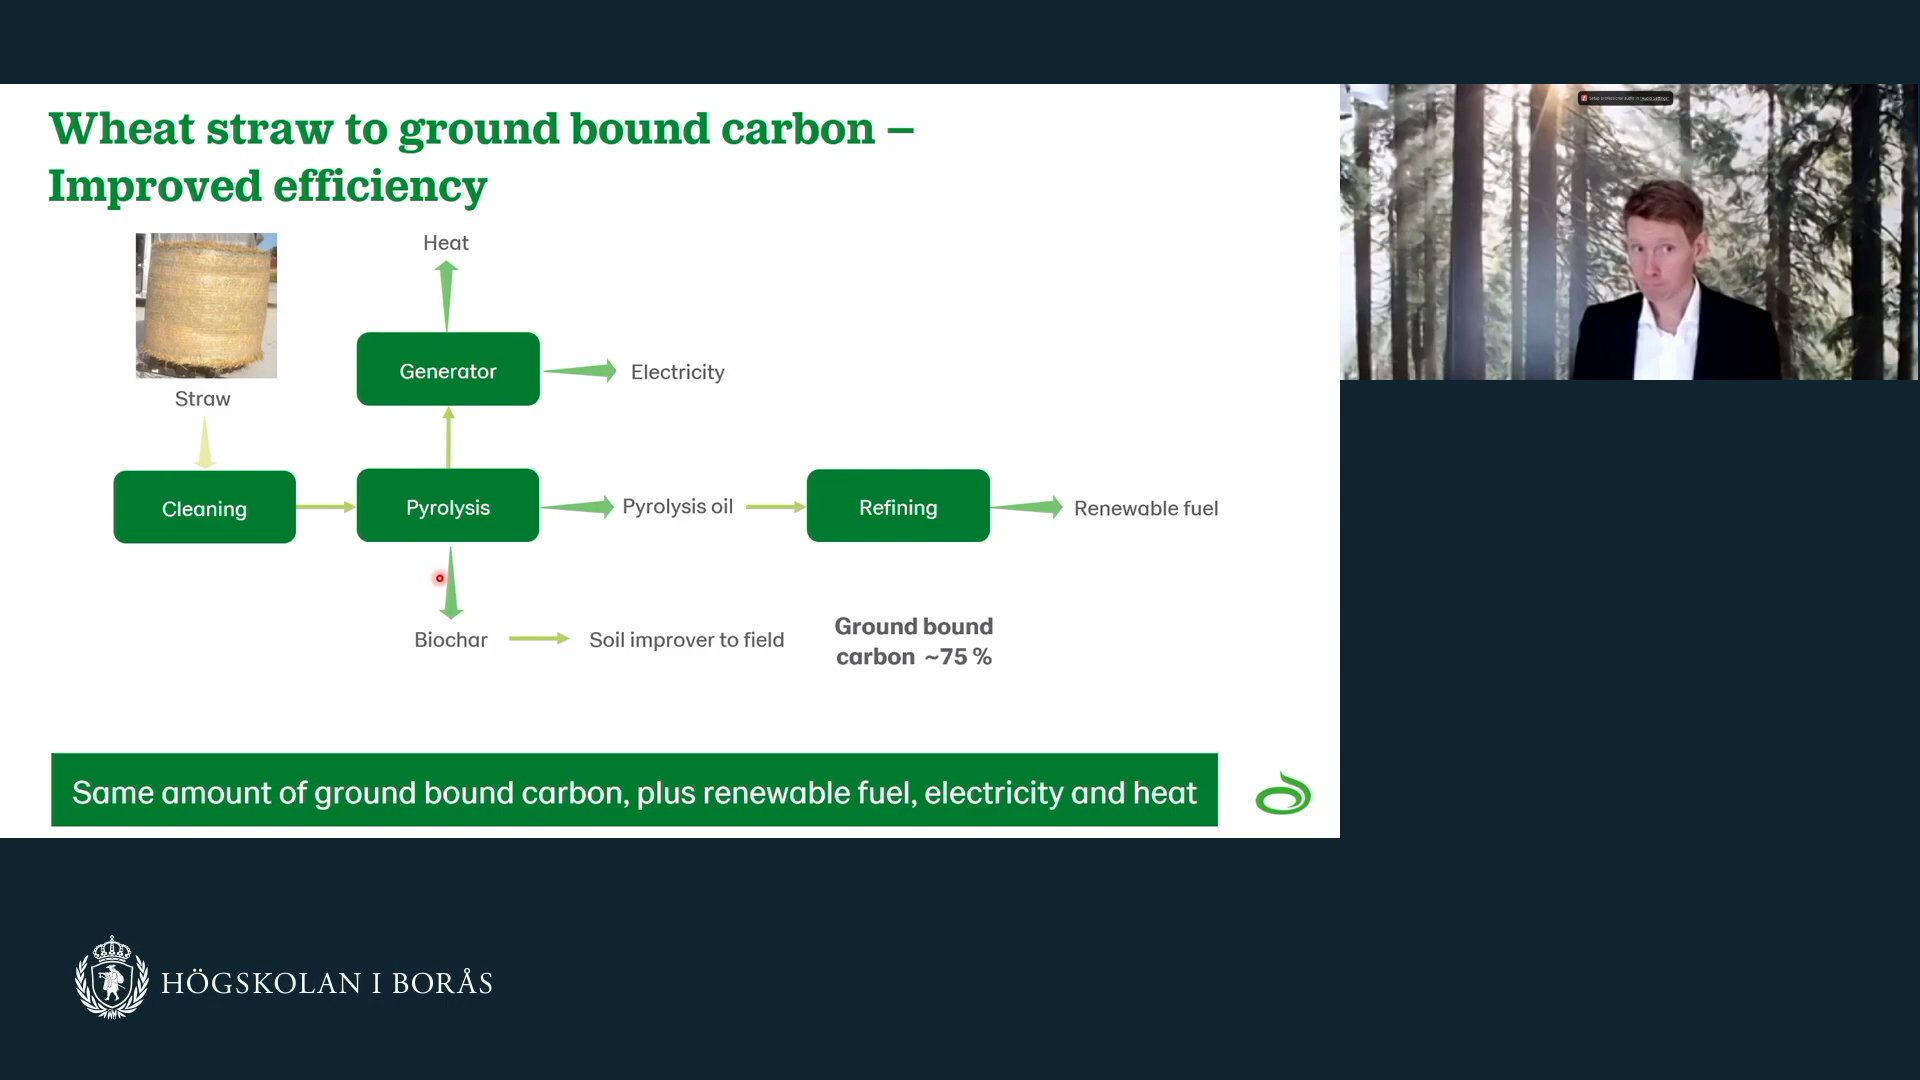 Wheat straw to ground bound carbon –
Improved efficiency
Heat
Generator
Electricity
Straw
Cleaning
Pyrolysis
Pyrolysis oil
Refining
Renewable fuel
Biochar
Soil improver to field
Ground bound
carbon ~75 %
Same amount of ground bound carbon, plus renewable fuel, electricity and heat
HÖGSKOLAN I BORÅS